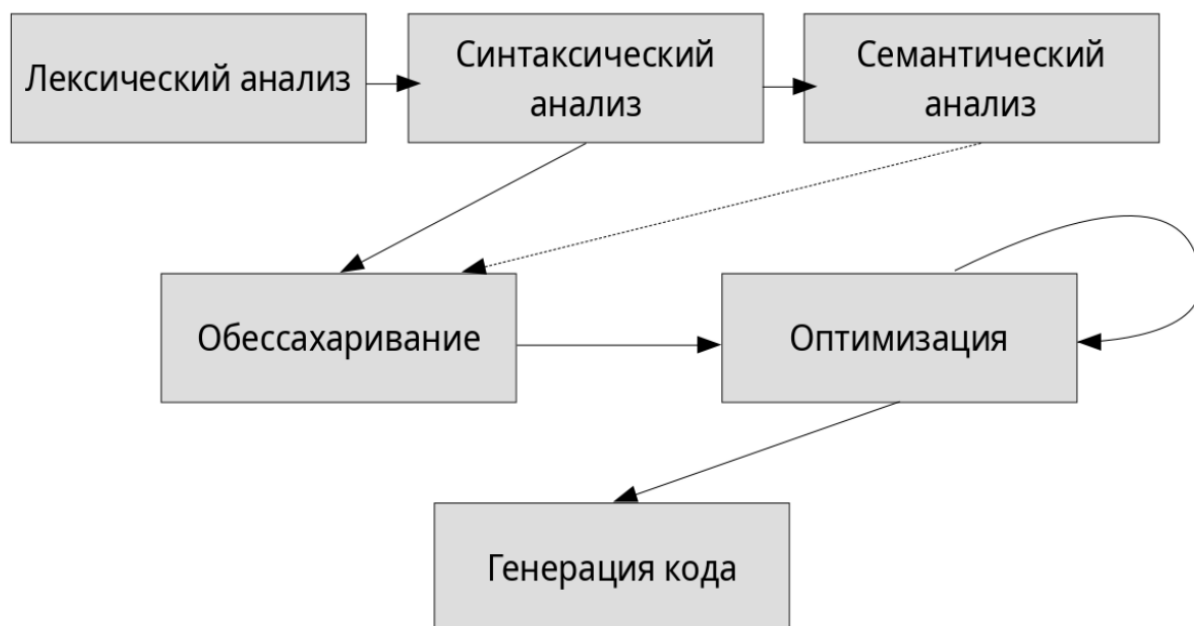 Лексический анализ
Синтаксический
анализ
Семантический
анализ
Обессахаривание
Оптимизация
Генерация кода